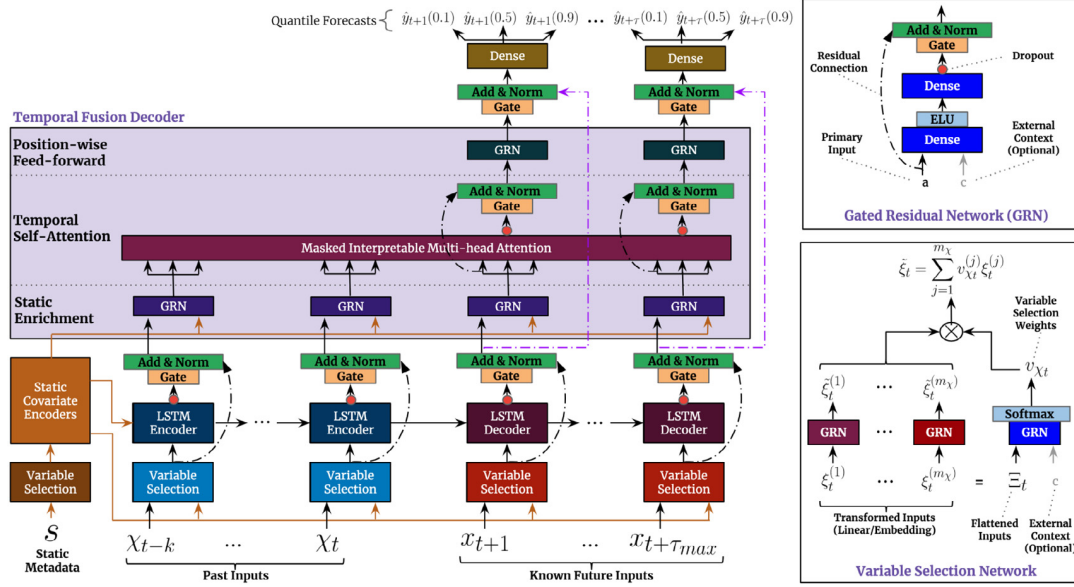 Quantile Forecasts { ŷt+1(0.1) ŷt+1(0.5) ŷt+1(0.9) ... ŷt+τ(0.1) ŷt+τ(0.5) ŷt+τ(0.9)
Dense Dense
Add & Norm Add & Norm
Gate Gate
Temporal Fusion Decoder
Position-wise
Feed-forward
GRN GRN
Add & Norm Add & Norm
Gate Gate
Temporal
Self-Attention
Masked Interpretable Multi-head Attention
Static
Enrichment
GRN GRN GRN GRN
Add & Norm Add & Norm Add & Norm Add & Norm
Gate Gate Gate Gate
Static
Covariate
Encoders
LSTM
Encoder
...
LSTM
Encoder
LSTM
Decoder
...
LSTM
Decoder
Variable
Selection
Variable
Selection
Variable
Selection
Variable
Selection
Variable
Selection
s
Static
Metadata
χt−k ... χt xt+1 ... xt+τmax
Past Inputs Known Future Inputs
Add & Norm
Gate
Residual
Connection
Dropout
Dense
ELU
Dense
Primary
Input
External
Context
(Optional)
a c
Gated Residual Network (GRN)
ξ̃t = ∑ j=1 mχ vχt(j) ξ̃t(j)
Variable
Selection
Weights
⊗
vχt
ξ̃t(1) ... ξ̃t(mχ)
Softmax
GRN ... GRN GRN
ξt(1) ... ξt(mχ) = Ξt c
Transformed Inputs
(Linear/Embedding)
Flattened
Inputs
External
Context
(Optional)
Variable Selection Network